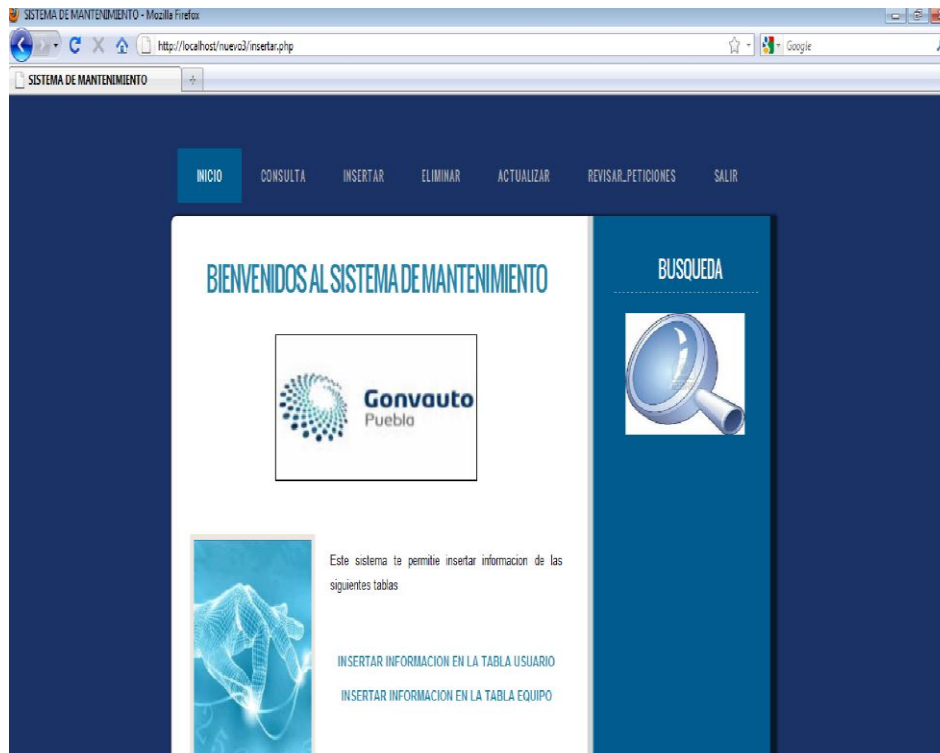 SISTEMA DE MANTENIMIENTO - Mozilla Firefox
http://localhost/nuevo3/insertar.php
Google
SISTEMA DE MANTENIMIENTO
INICIO CONSULTA INSERTAR ELIMINAR ACTUALIZAR REVISAR_PETICIONES SALIR
BIENVENIDOS AL SISTEMA DE MANTENIMIENTO
Gonvauto
Puebla
Este sistema te permitie insertar informacion de las
siguientes tablas
INSERTAR INFORMACION EN LA TABLA USUARIO
INSERTAR INFORMACION EN LA TABLA EQUIPO
BUSQUEDA